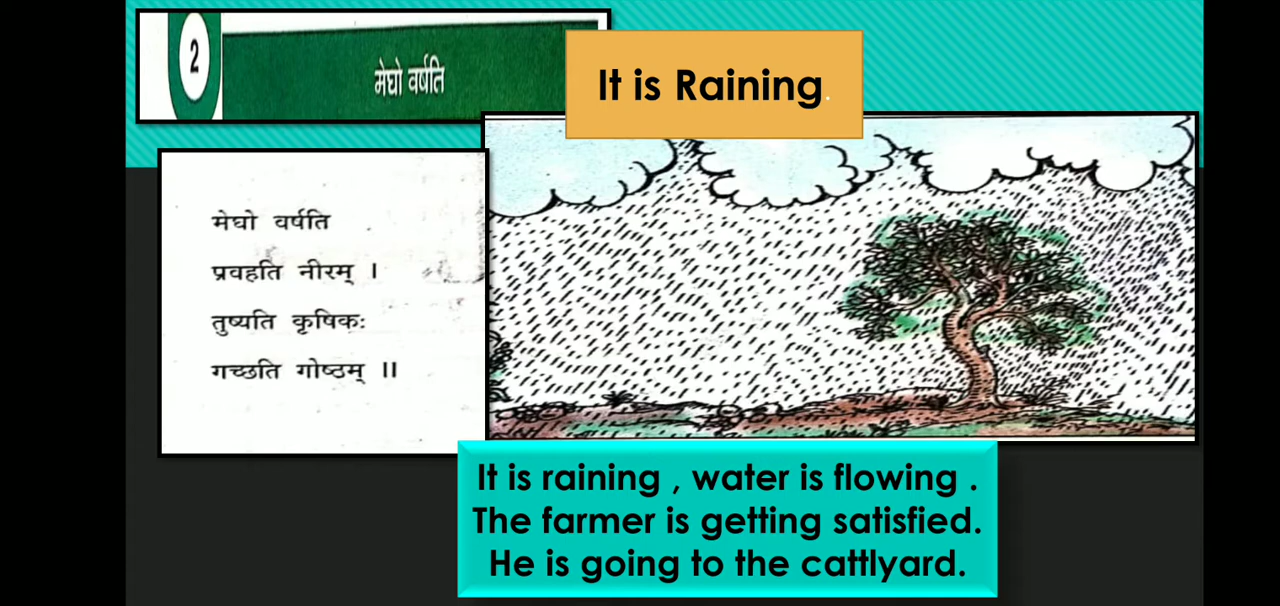 2
मेघो वर्षति
It is Raining.
मेघो वर्षति
प्रवहति नीरम् ।
तुष्यति कृषिकः
गच्छति गोष्ठम् ।।
It is raining , water is flowing .
The farmer is getting satisfied.
He is going to the cattlyard.